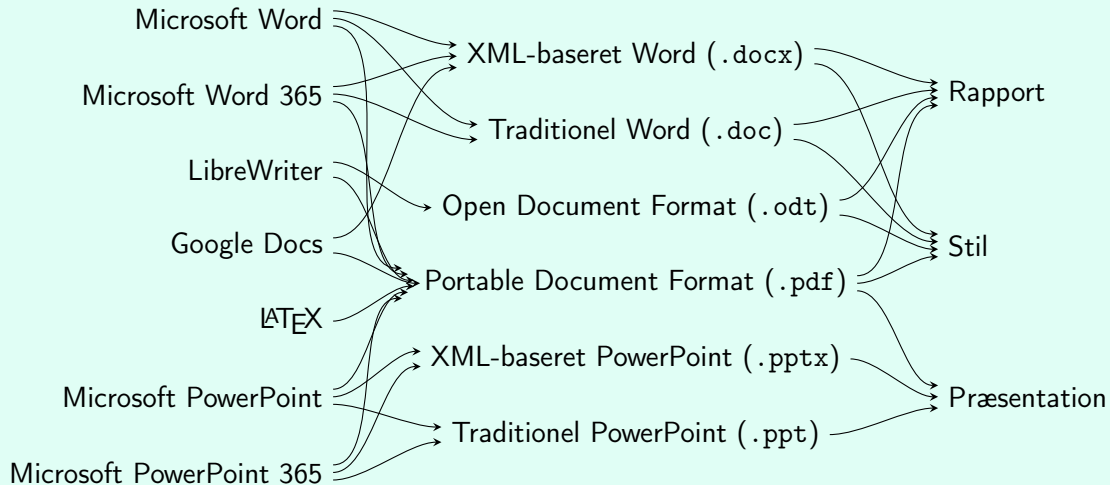 Microsoft Word
Microsoft Word 365
LibreWriter
Google Docs
LATEX
Microsoft PowerPoint
Microsoft PowerPoint 365
XML-baseret Word (.docx)
Traditionel Word (.doc)
Open Document Format (.odt)
Portable Document Format (.pdf)
XML-baseret PowerPoint (.pptx)
Traditionel PowerPoint (.ppt)
Rapport
Stil
Præsentation